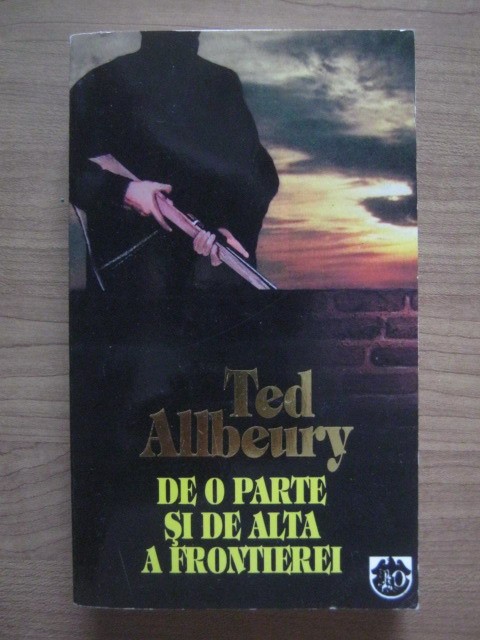 Ted
Allbeury
DE O PARTE
ŞI DE ALTA
A FRONTIEREI